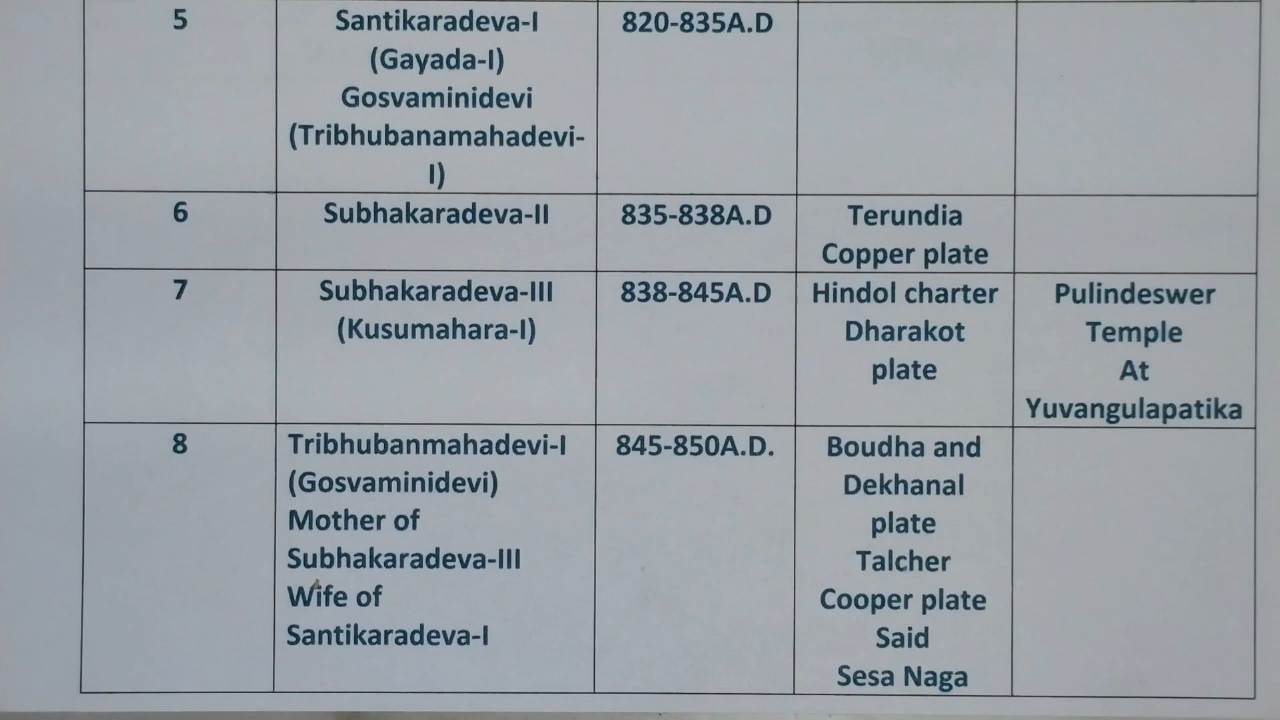 5
Santikaradeva-I
(Gayada-I)
Gosvaminidevi
(Tribhubanamahadevi-
I)
820-835A.D
6
Subhakaradeva-II
835-838A.D
Terundia
Copper plate
7
Subhakaradeva-III
(Kusumahara-I)
838-845A.D
Hindol charter
Dharakot
plate
Pulindeswer
Temple
At
Yuvangulapatika
8
Tribhubanmahadevi-I
(Gosvaminidevi)
Mother of
Subhakaradeva-III
Wife of
Santikaradeva-I
845-850A.D.
Boudha and
Dekhanal
plate
Talcher
Cooper plate
Said
Sesa Naga